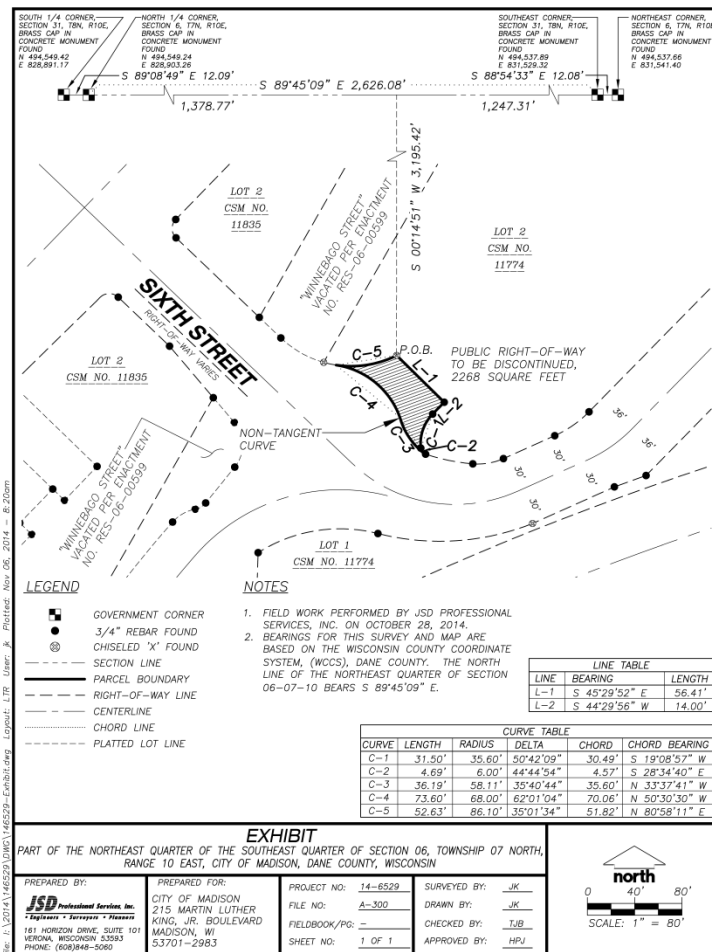 SOUTH 1/4 CORNER,
SECTION 31, T8N, R10E,
BRASS CAP IN
CONCRETE MONUMENT
FOUND
N 494,549.42
E 828,891.17
NORTH 1/4 CORNER,
SECTION 6, T7N, R10E,
BRASS CAP IN
CONCRETE MONUMENT
FOUND
N 494,549.24
E 828,903.26
SOUTHEAST CORNER,
SECTION 31, T8N, R10E,
BRASS CAP IN
CONCRETE MONUMENT
FOUND
N 494,537.89
E 831,529.32
NORTHEAST CORNER,
SECTION 6, T7N, R10E,
BRASS CAP IN
CONCRETE MONUMENT
FOUND
N 494,537.66
E 831,541.40
S 89°08'49" E 12.09'
S 89°45'09" E 2,626.08'
S 88°54'33" E 12.08'
1,378.77'
1,247.31'
S 00°14'51" W 3,195.42'
LOT 2
CSM NO.
11835
"WINNEBAGO STREET"
VACATED PER ENACTMENT
NO. RES-06-00599
LOT 2
CSM NO.
11774
SIXTH STREET
RIGHT-OF-WAY VARIES
LOT 2
CSM NO. 11835
C-5
P.O.B.
L-1
PUBLIC RIGHT-OF-WAY
TO BE DISCONTINUED,
2268 SQUARE FEET
C-4
L-2
C-1
C-3
C-2
NON-TANGENT
CURVE
36'
36'
30'
30'
30'
"WINNEBAGO STREET"
VACATED PER ENACTMENT
NO. RES-06-00599
LOT 1
CSM NO. 11774
LEGEND
GOVERNMENT CORNER
3/4" REBAR FOUND
CHISELED 'X' FOUND
SECTION LINE
PARCEL BOUNDARY
RIGHT-OF-WAY LINE
CENTERLINE
CHORD LINE
PLATTED LOT LINE
NOTES
1. FIELD WORK PERFORMED BY JSD PROFESSIONAL
SERVICES, INC. ON OCTOBER 28, 2014.
2. BEARINGS FOR THIS SURVEY AND MAP ARE
BASED ON THE WISCONSIN COUNTY COORDINATE
SYSTEM, (WCCS), DANE COUNTY. THE NORTH
LINE OF THE NORTHEAST QUARTER OF SECTION
06-07-10 BEARS S 89°45'09" E.
LINE TABLE
LINE BEARING LENGTH
L-1 S 45°29'52" E 56.41'
L-2 S 44°29'56" W 14.00'
CURVE TABLE
CURVE LENGTH RADIUS DELTA CHORD CHORD BEARING
C-1 31.50' 35.60' 50°42'09" 30.49' S 19°08'57" W
C-2 4.69' 6.00' 44°44'54" 4.57' S 28°34'40" E
C-3 36.19' 58.11' 35°40'44" 35.60' N 33°37'41" W
C-4 73.60' 68.00' 62°01'04" 70.06' N 50°30'30" W
C-5 52.63' 86.10' 35°01'34" 51.82' N 80°58'11" E
EXHIBIT
PART OF THE NORTHEAST QUARTER OF THE SOUTHEAST QUARTER OF SECTION 06, TOWNSHIP 07 NORTH,
RANGE 10 EAST, CITY OF MADISON, DANE COUNTY, WISCONSIN
PREPARED BY:
JSD Professional Services, Inc.
• Engineers • Surveyors • Planners
161 HORIZON DRIVE, SUITE 101
VERONA, WISCONSIN 53593
PHONE: (608)848-5060
PREPARED FOR:
CITY OF MADISON
215 MARTIN LUTHER
KING, JR. BOULEVARD
MADISON, WI
53701-2983
PROJECT NO: 14-6529
FILE NO: A-300
FIELDBOOK/PG: –
SHEET NO: 1 OF 1
SURVEYED BY: JK
DRAWN BY: JK
CHECKED BY: TJB
APPROVED BY: HPJ
north
0 40' 80'
SCALE: 1" = 80'
File: I:\2014\146529\DWG\146529-Exhibit.dwg Layout: LTR User: jk Plotted: Nov 06, 2014 - 8:20am